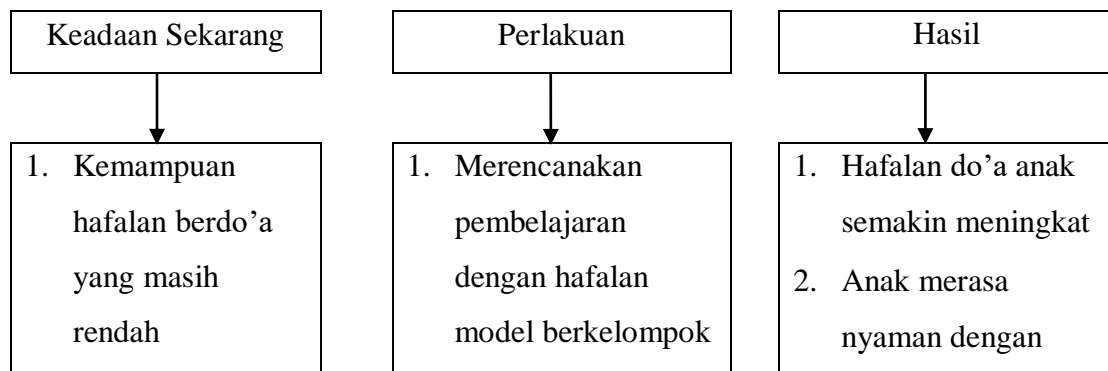 Keadaan Sekarang
1. Kemampuan
hafalan berdo’a
yang masih
rendah
Perlakuan
1. Merencanakan
pembelajaran
dengan hafalan
model berkelompok
Hasil
1. Hafalan do’a anak
semakin meningkat
2. Anak merasa
nyaman dengan